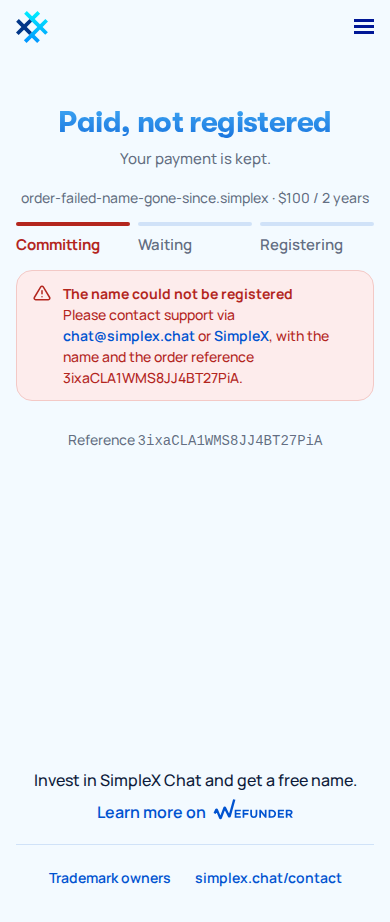 Paid, not registered
Your payment is kept.
order-failed-name-gone-since.simplex · $100 / 2 years
Committing
Waiting
Registering
The name could not be registered
Please contact support via
chat@simplex.chat or SimpleX, with the
name and the order reference
3ixaCLA1WMS8JJ4BT27PiA.
Reference 3ixaCLA1WMS8JJ4BT27PiA
Invest in SimpleX Chat and get a free name.
Learn more on WEFUNDER
Trademark owners
simplex.chat/contact